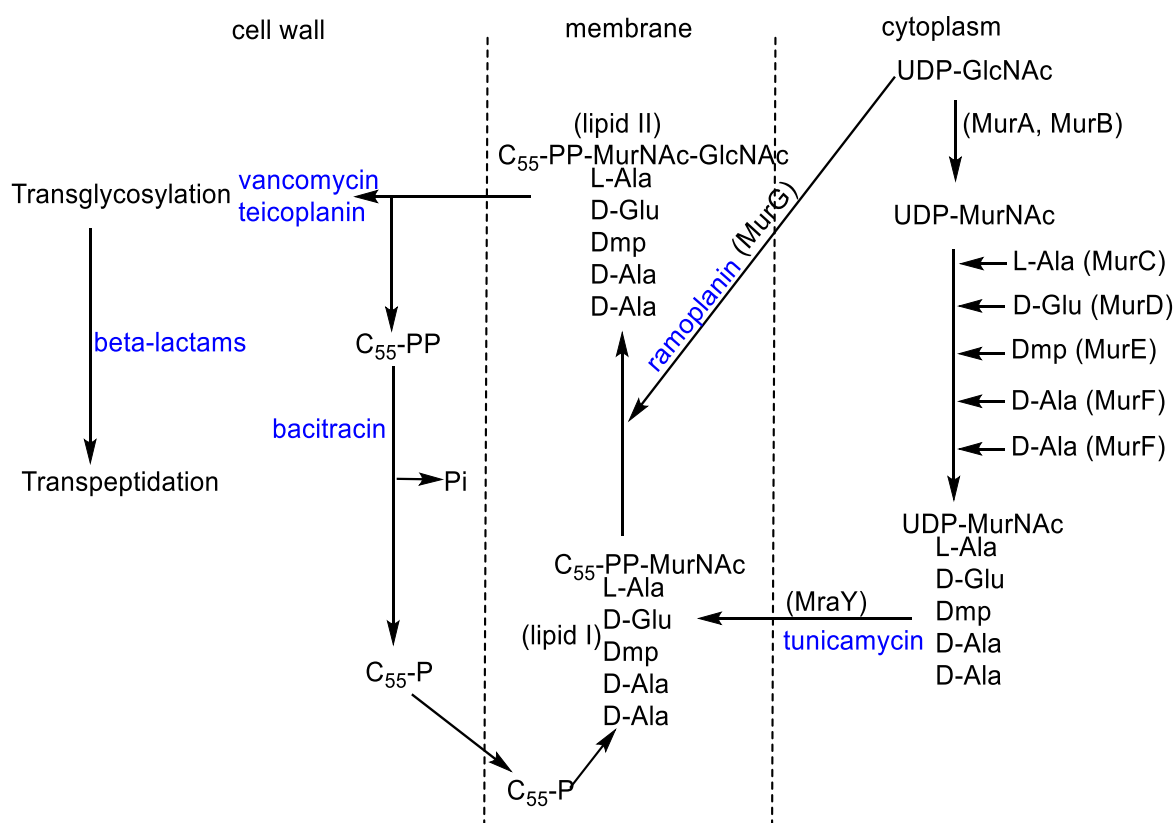 cell wall
membrane
cytoplasm
UDP-GlcNAc
(MurA, MurB)
(lipid II)
C₅₅-PP-MurNAc-GlcNAc
L-Ala
D-Glu
Dmp
D-Ala
D-Ala
Transglycosylation
vancomycin
teicoplanin
ramoplanin (MurG)
UDP-MurNAc
L-Ala (MurC)
D-Glu (MurD)
Dmp (MurE)
D-Ala (MurF)
D-Ala (MurF)
beta-lactams
C₅₅-PP
bacitracin
Pi
Transpeptidation
UDP-MurNAc
L-Ala
D-Glu
Dmp
D-Ala
D-Ala
(MraY)
tunicamycin
C₅₅-PP-MurNAc
L-Ala
D-Glu
(lipid I)
Dmp
D-Ala
D-Ala
C₅₅-P
C₅₅-P